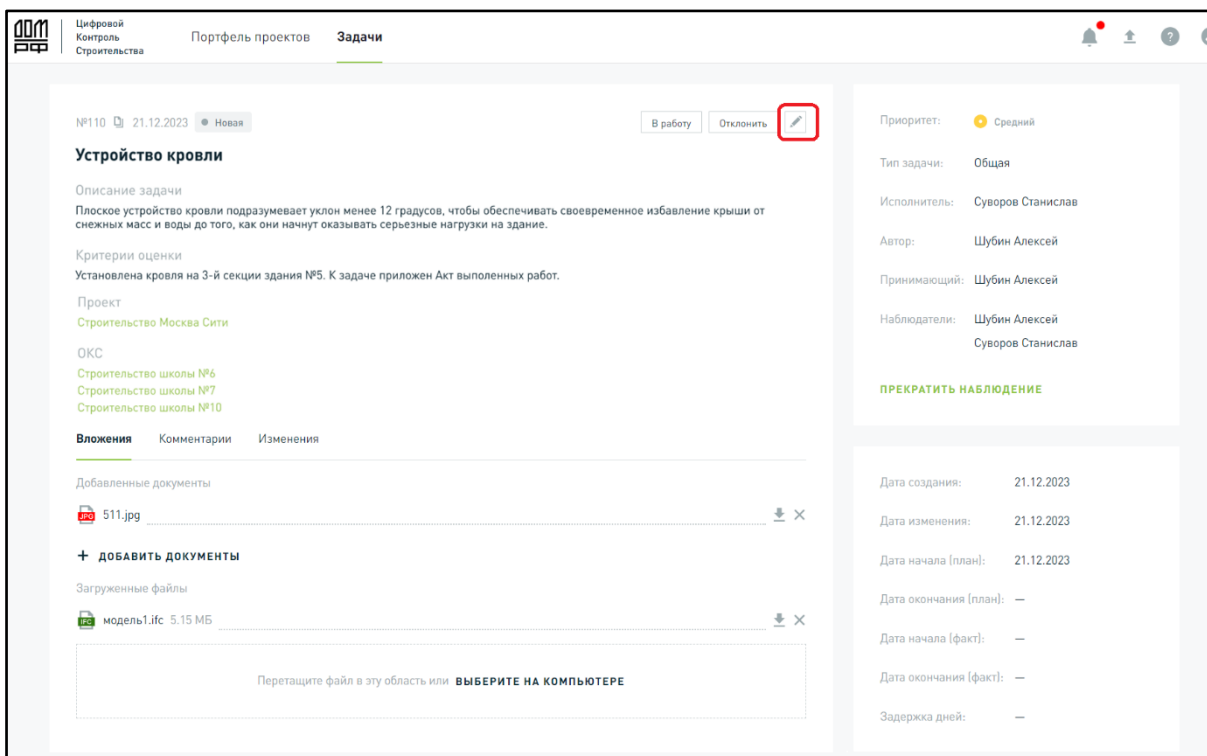 ДОМ
РФ
Цифровой
Контроль
Строительства
Портфель проектов
Задачи
№110 21.12.2023 Новая
В работу
Отклонить
Устройство кровли
Описание задачи
Плоское устройство кровли подразумевает уклон менее 12 градусов, чтобы обеспечивать своевременное избавление крыши от
снежных масс и воды до того, как они начнут оказывать серьезные нагрузки на здание.
Критерии оценки
Установлена кровля на 3-й секции здания №5. К задаче приложен Акт выполенных работ.
Проект
Строительство Москва Сити
ОКС
Строительство школы №6
Строительство школы №7
Строительство школы №10
Вложения
Комментарии
Изменения
Добавленные документы
JPG 511.jpg
+ ДОБАВИТЬ ДОКУМЕНТЫ
Загруженные файлы
IFC модель1.ifc 5.15 МБ
Перетащите файл в эту область или ВЫБЕРИТЕ НА КОМПЬЮТЕРЕ
?
Приоритет: Средний
Тип задачи: Общая
Исполнитель: Суворов Станислав
Автор: Шубин Алексей
Принимающий: Шубин Алексей
Наблюдатели: Шубин Алексей
Суворов Станислав
ПРЕКРАТИТЬ НАБЛЮДЕНИЕ
Дата создания: 21.12.2023
Дата изменения: 21.12.2023
Дата начала (план): 21.12.2023
Дата окончания (план): —
Дата начала (факт): —
Дата окончания (факт): —
Задержка дней: —